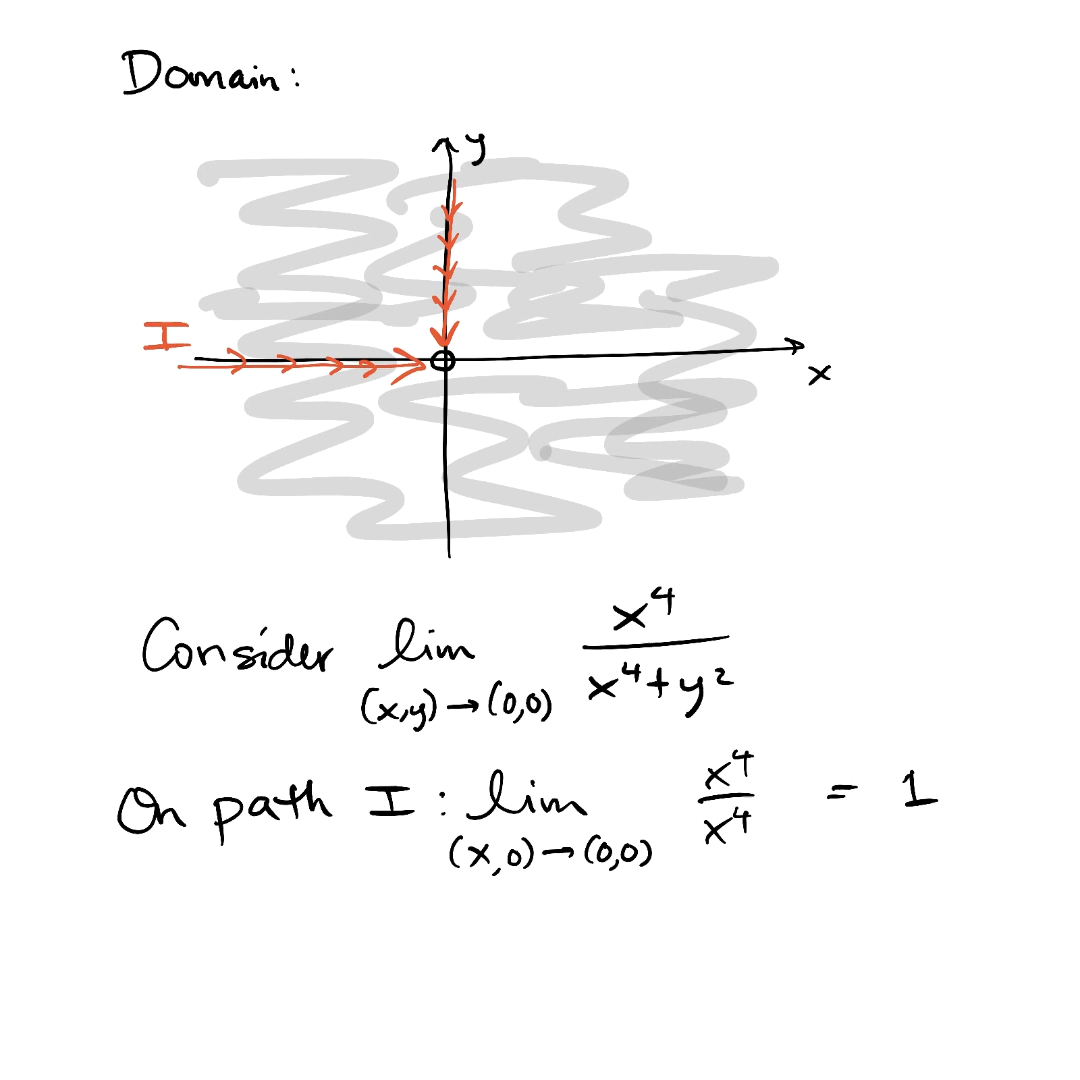 Domain:
y
I
x
Consider lim x⁴/(x⁴+y²)
(x,y)→(0,0)
On path I: lim x⁴/x⁴ = 1
(x,0)→(0,0)